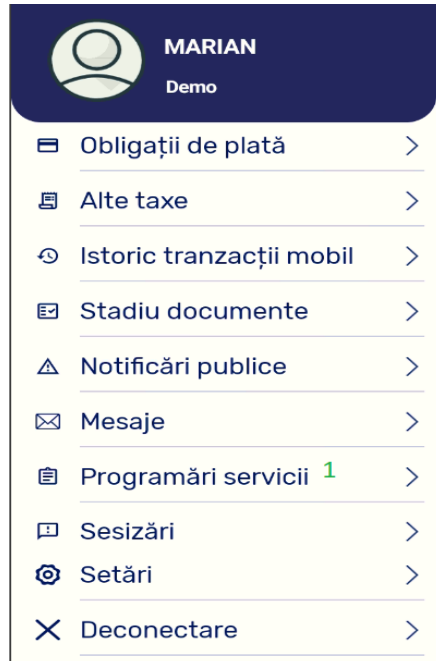 MARIAN
Demo
Obligații de plată
Alte taxe
Istoric tranzacții mobil
Stadiu documente
Notificări publice
Mesaje
Programări servicii 1
Sesizări
Setări
Deconectare